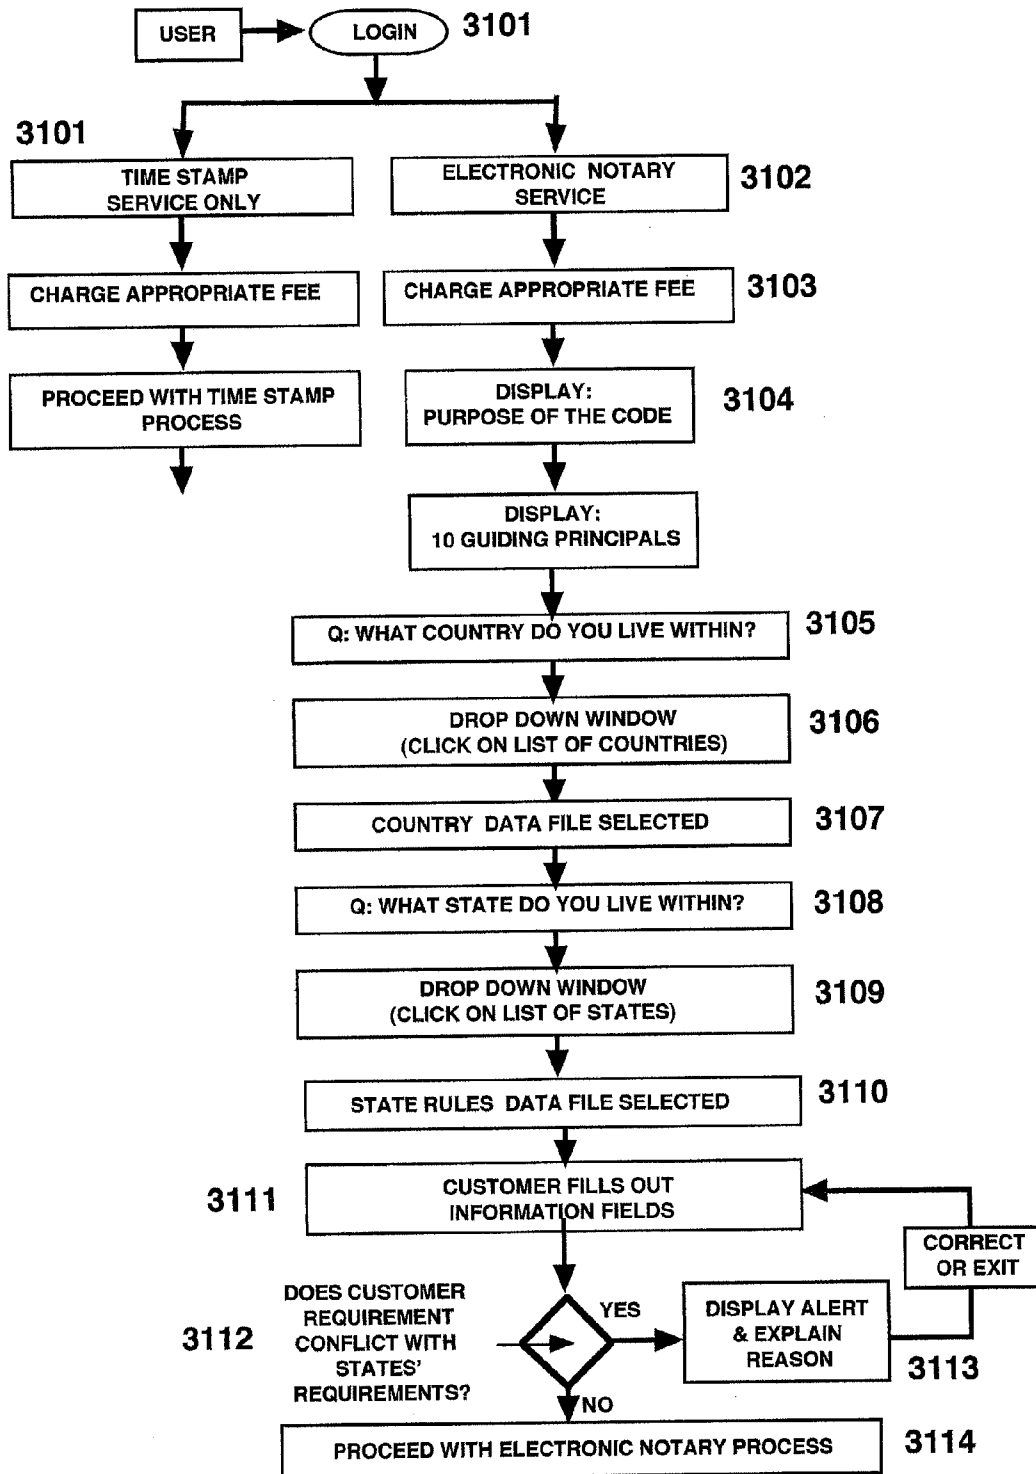 USER
LOGIN
3101
3101
TIME STAMP
SERVICE ONLY
ELECTRONIC NOTARY
SERVICE
3102
CHARGE APPROPRIATE FEE
CHARGE APPROPRIATE FEE
3103
PROCEED WITH TIME STAMP
PROCESS
DISPLAY:
PURPOSE OF THE CODE
3104
DISPLAY:
10 GUIDING PRINCIPALS
Q: WHAT COUNTRY DO YOU LIVE WITHIN?
3105
DROP DOWN WINDOW
(CLICK ON LIST OF COUNTRIES)
3106
COUNTRY DATA FILE SELECTED
3107
Q: WHAT STATE DO YOU LIVE WITHIN?
3108
DROP DOWN WINDOW
(CLICK ON LIST OF STATES)
3109
STATE RULES DATA FILE SELECTED
3110
3111
CUSTOMER FILLS OUT
INFORMATION FIELDS
CORRECT
OR EXIT
DOES CUSTOMER
REQUIREMENT
CONFLICT WITH
STATES'
REQUIREMENTS?
3112
YES
DISPLAY ALERT
& EXPLAIN
REASON
3113
NO
PROCEED WITH ELECTRONIC NOTARY PROCESS
3114